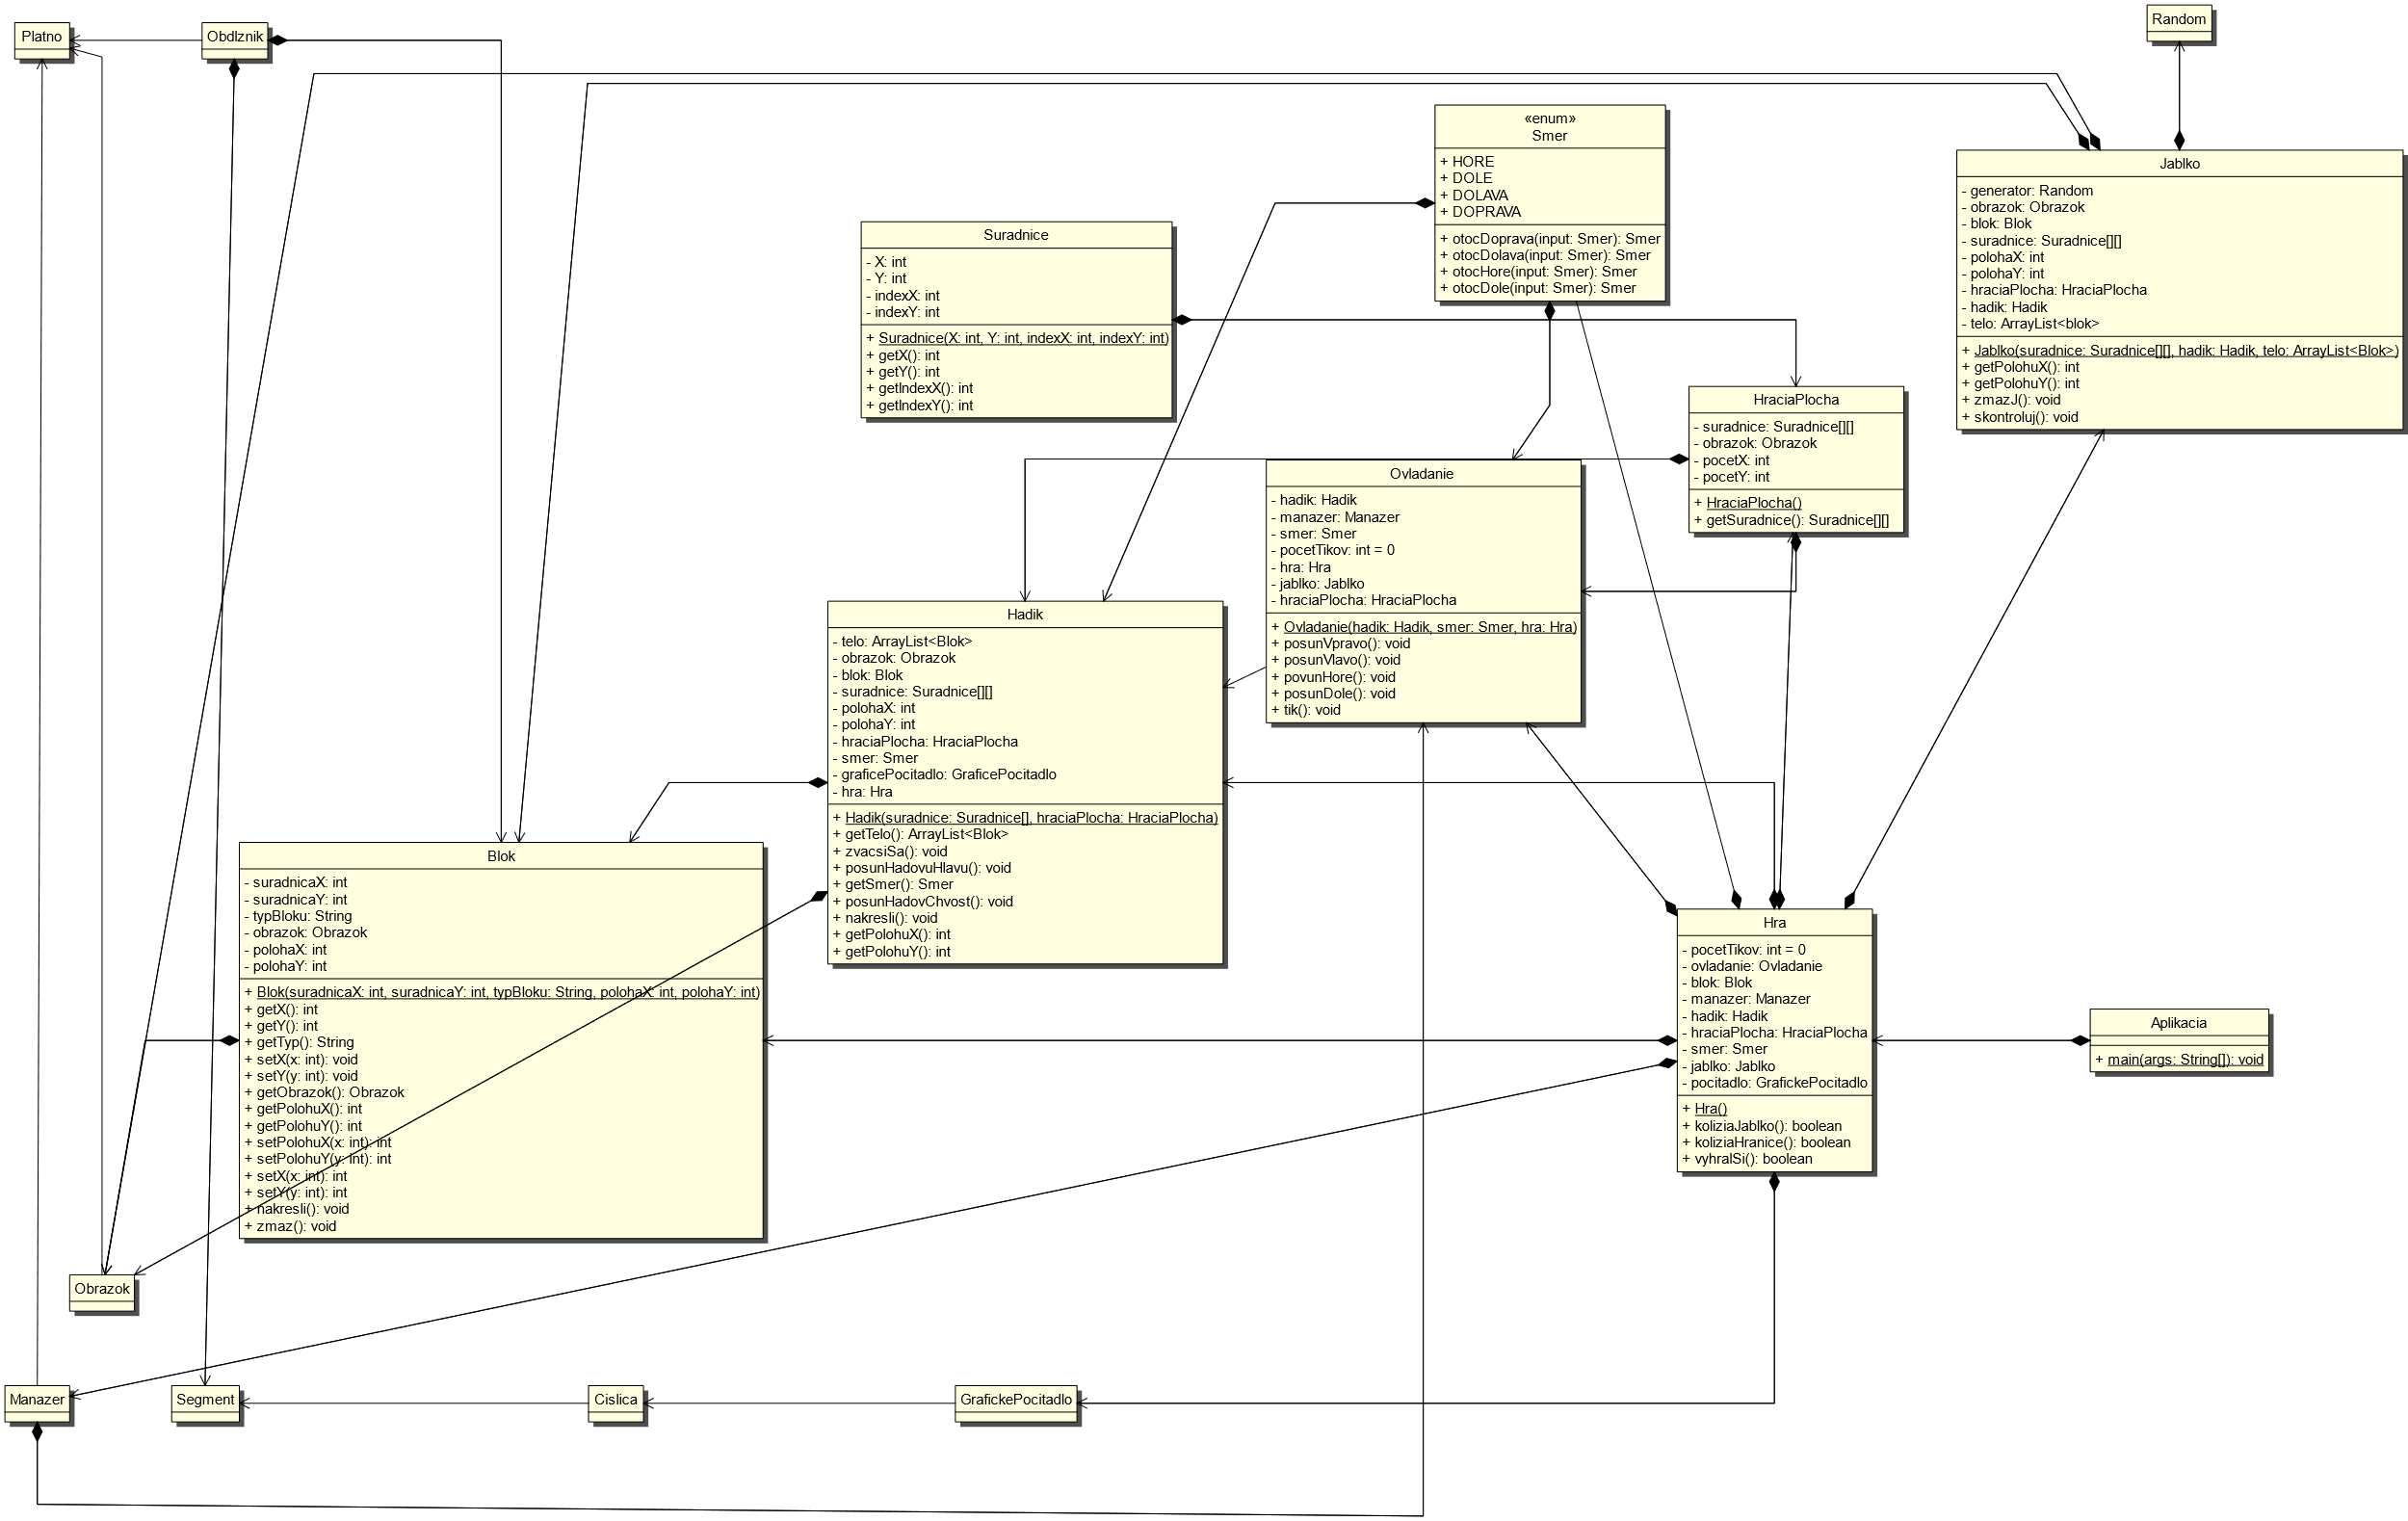 Platno
Obdlznik
Random
«enum»
Smer
+ HORE
+ DOLE
+ DOLAVA
+ DOPRAVA
+ otocDoprava(input: Smer): Smer
+ otocDolava(input: Smer): Smer
+ otocHore(input: Smer): Smer
+ otocDole(input: Smer): Smer
Jablko
- generator: Random
- obrazok: Obrazok
- blok: Blok
- suradnice: Suradnice[][]
- polohaX: int
- polohaY: int
- hraciaPlocha: HraciaPlocha
- hadik: Hadik
- telo: ArrayList<blok>
+ Jablko(suradnice: Suradnice[][], hadik: Hadik, telo: ArrayList<Blok>)
+ getPolohuX(): int
+ getPolohuY(): int
+ zmazJ(): void
+ skontroluj(): void
Suradnice
- X: int
- Y: int
- indexX: int
- indexY: int
+ Suradnice(X: int, Y: int, indexX: int, indexY: int)
+ getX(): int
+ getY(): int
+ getIndexX(): int
+ getIndexY(): int
HraciaPlocha
- suradnice: Suradnice[][]
- obrazok: Obrazok
- pocetX: int
- pocetY: int
+ HraciaPlocha()
+ getSuradnice(): Suradnice[][]
Ovladanie
- hadik: Hadik
- manazer: Manazer
- smer: Smer
- pocetTikov: int = 0
- hra: Hra
- jablko: Jablko
- hraciaPlocha: HraciaPlocha
+ Ovladanie(hadik: Hadik, smer: Smer, hra: Hra)
+ posunVpravo(): void
+ posunVlavo(): void
+ povunHore(): void
+ posunDole(): void
+ tik(): void
Hadik
- telo: ArrayList<Blok>
- obrazok: Obrazok
- blok: Blok
- suradnice: Suradnice[][]
- polohaX: int
- polohaY: int
- hraciaPlocha: HraciaPlocha
- smer: Smer
- graficePocitadlo: GraficePocitadlo
- hra: Hra
+ Hadik(suradnice: Suradnice[], hraciaPlocha: HraciaPlocha)
+ getTelo(): ArrayList<Blok>
+ zvacsiSa(): void
+ posunHadovuHlavu(): void
+ getSmer(): Smer
+ posunHadovChvost(): void
+ nakresli(): void
+ getPolohuX(): int
+ getPolohuY(): int
Blok
- suradnicaX: int
- suradnicaY: int
- typBloku: String
- obrazok: Obrazok
- polohaX: int
- polohaY: int
+ Blok(suradnicaX: int, suradnicaY: int, typBloku: String, polohaX: int, polohaY: int)
+ getX(): int
+ getY(): int
+ getTyp(): String
+ setX(x: int): void
+ setY(y: int): void
+ getObrazok(): Obrazok
+ getPolohuX(): int
+ getPolohuY(): int
+ setPolohuX(x: int): int
+ setPolohuY(y: int): int
+ setX(x: int): int
+ setY(y: int): int
+ nakresli(): void
+ zmaz(): void
Hra
- pocetTikov: int = 0
- ovladanie: Ovladanie
- blok: Blok
- manazer: Manazer
- hadik: Hadik
- hraciaPlocha: HraciaPlocha
- smer: Smer
- jablko: Jablko
- pocitadlo: GrafickePocitadlo
+ Hra()
+ koliziaJablko(): boolean
+ koliziaHranice(): boolean
+ vyhralSi(): boolean
Aplikacia
+ main(args: String[]): void
Obrazok
Manazer
Segment
Cislica
GrafickePocitadlo